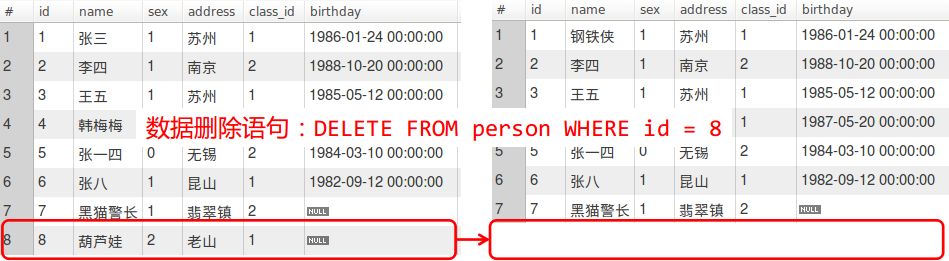 # id name sex address class_id birthday
1 1 张三 1 苏州 1 1986-01-24 00:00:00
2 2 李四 1 南京 2 1988-10-20 00:00:00
3 3 王五 1 苏州 1 1985-05-12 00:00:00
4 4 韩梅梅
5 5 张一四 0 无锡 2 1984-03-10 00:00:00
6 6 张八 1 昆山 1 1982-09-12 00:00:00
7 7 黑猫警长 1 翡翠镇 2 NULL
8 8 葫芦娃 2 老山 1 NULL
数据删除语句：DELETE FROM person WHERE id = 8
# id name sex address class_id birthday
1 1 钢铁侠 1 苏州 1 1986-01-24 00:00:00
2 2 李四 1 南京 2 1988-10-20 00:00:00
3 3 王五 1 苏州 1 1985-05-12 00:00:00
1 1987-05-20 00:00:00
5 5 张一四 0 无锡 2 1984-03-10 00:00:00
6 6 张八 1 昆山 1 1982-09-12 00:00:00
7 7 黑猫警长 1 翡翠镇 2 NULL